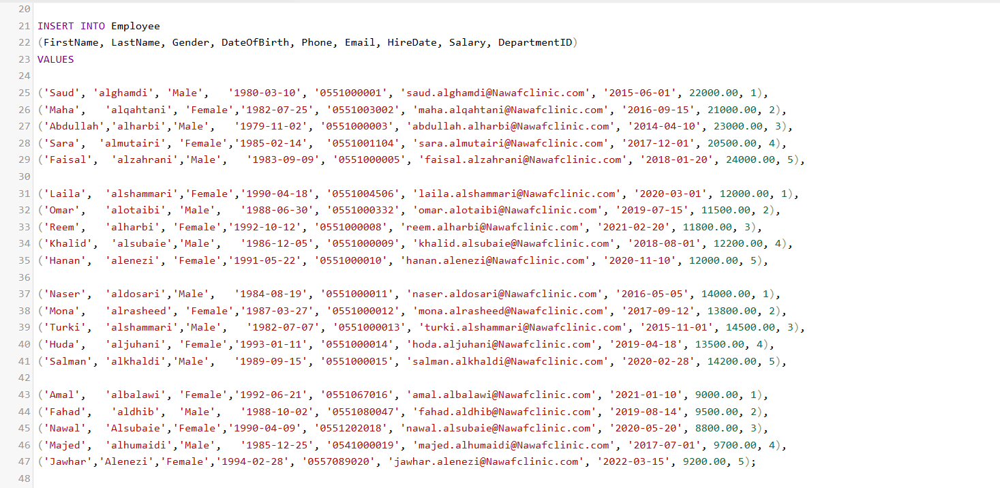 20
21 INSERT INTO Employee
22 (FirstName, LastName, Gender, DateOfBirth, Phone, Email, HireDate, Salary, DepartmentID)
23 VALUES
24
25 ('Saud', 'alghamdi', 'Male',   '1980-03-10', '0551000001', 'saud.alghamdi@Nawafclinic.com', '2015-06-01', 22000.00, 1),
26 ('Maha',   'alqahtani', 'Female','1982-07-25', '0551003002', 'maha.alqahtani@Nawafclinic.com', '2016-09-15', 21000.00, 2),
27 ('Abdullah','alharbi','Male',   '1979-11-02', '0551000003', 'abdullah.alharbi@Nawafclinic.com', '2014-04-10', 23000.00, 3),
28 ('Sara',  'almutairi', 'Female','1985-02-14',  '0551001104', 'sara.almutairi@Nawafclinic.com', '2017-12-01', 20500.00, 4),
29 ('Faisal',  'alzahrani','Male',   '1983-09-09', '0551000005', 'faisal.alzahrani@Nawafclinic.com', '2018-01-20', 24000.00, 5),
30
31 ('Laila',  'alshammari','Female','1990-04-18', '0551004506', 'laila.alshammari@Nawafclinic.com', '2020-03-01', 12000.00, 1),
32 ('Omar',   'alotaibi', 'Male',   '1988-06-30', '0551000332', 'omar.alotaibi@Nawafclinic.com', '2019-07-15', 11500.00, 2),
33 ('Reem',   'alharbi', 'Female','1992-10-12', '0551000008', 'reem.alharbi@Nawafclinic.com', '2021-02-20', 11800.00, 3),
34 ('Khalid',  'alsubaie','Male',   '1986-12-05', '0551000009', 'khalid.alsubaie@Nawafclinic.com', '2018-08-01', 12200.00, 4),
35 ('Hanan',  'alenezi', 'Female','1991-05-22', '0551000010', 'hanan.alenezi@Nawafclinic.com', '2020-11-10', 12000.00, 5),
36
37 ('Naser',  'aldosari','Male',   '1984-08-19', '0551000011', 'naser.aldosari@Nawafclinic.com', '2016-05-05', 14000.00, 1),
38 ('Mona',   'alrasheed', 'Female','1987-03-27', '0551000012', 'mona.alrasheed@Nawafclinic.com', '2017-09-12', 13800.00, 2),
39 ('Turki',  'alshammari','Male',   '1982-07-07', '0551000013', 'turki.alshammari@Nawafclinic.com', '2015-11-01', 14500.00, 3),
40 ('Huda',   'aljuhani', 'Female','1993-01-11', '0551000014', 'hoda.aljuhani@Nawafclinic.com', '2019-04-18', 13500.00, 4),
41 ('Salman', 'alkhaldi','Male',   '1989-09-15', '0551000015', 'salman.alkhaldi@Nawafclinic.com', '2020-02-28', 14200.00, 5),
42
43 ('Amal',   'albalawi', 'Female','1992-06-21', '0551067016', 'amal.albalawi@Nawafclinic.com', '2021-01-10', 9000.00, 1),
44 ('Fahad',   'aldhib',  'Male',   '1988-10-02', '0551080047', 'fahad.aldhib@Nawafclinic.com', '2019-08-14', 9500.00, 2),
45 ('Nawal',  'Alsubaie','Female','1990-04-09', '0551202018', 'nawal.alsubaie@Nawafclinic.com', '2020-05-20', 8800.00, 3),
46 ('Majed',  'alhumaidi','Male',   '1985-12-25', '0541000019', 'majed.alhumaidi@Nawafclinic.com', '2017-07-01', 9700.00, 4),
47 ('Jawhar','Alenezi','Female','1994-02-28', '0557089020', 'jawhar.alenezi@Nawafclinic.com', '2022-03-15', 9200.00, 5);
48